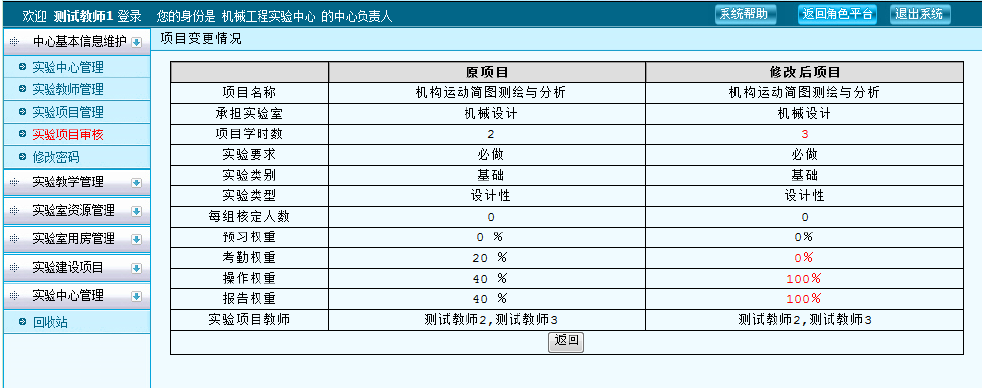 欢迎 测试教师1 登录 您的身份是 机械工程实验中心 的中心负责人 系统帮助 返回角色平台 退出系统
中心基本信息维护
实验中心管理
实验教师管理
实验项目管理
实验项目审核
修改密码
实验教学管理
实验室资源管理
实验室用房管理
实验建设项目
实验中心管理
回收站
项目变更情况
原项目 修改后项目
项目名称 机构运动简图测绘与分析 机构运动简图测绘与分析
承担实验室 机械设计 机械设计
项目学时数 2 3
实验要求 必做 必做
实验类别 基础 基础
实验类型 设计性 设计性
每组核定人数 0 0
预习权重 0 % 0%
考勤权重 20 % 0%
操作权重 40 % 100%
报告权重 40 % 100%
实验项目教师 测试教师2,测试教师3 测试教师2,测试教师3
返回